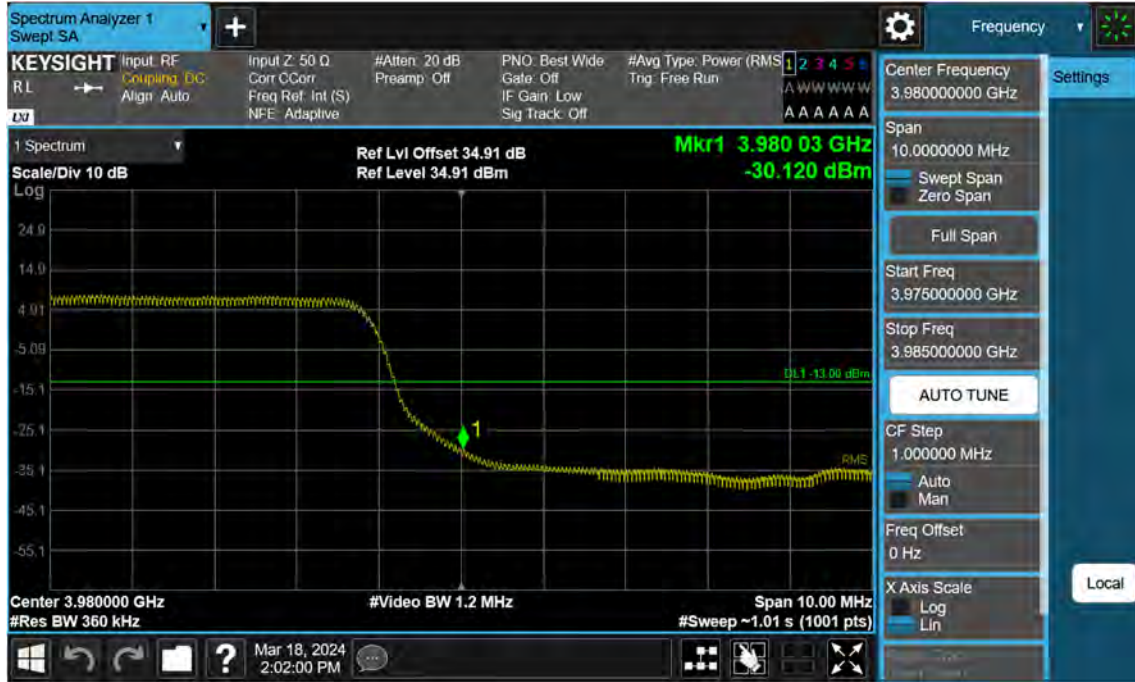 Spectrum Analyzer 1
Swept SA
+
Frequency
KEYSIGHT
RL
LXI
Input: RF
Coupling: DC
Align: Auto
Input Z: 50 Ω
Corr CCorr
Freq Ref: Int (S)
NFE: Adaptive
#Atten: 20 dB
Preamp: Off
PNO: Best Wide
Gate: Off
IF Gain: Low
Sig Track: Off
#Avg Type: Power (RMS
Trig: Free Run
1 2 3 4 5 6
A W W W W W
A A A A A A
1 Spectrum
Scale/Div 10 dB
Log
Ref Lvl Offset 34.91 dB
Ref Level 34.91 dBm
Mkr1 3.980 03 GHz
-30.120 dBm
24.9
14.9
4.91
-5.09
-15.1
-25.1
-35.1
-45.1
-55.1
DL1 -13.00 dBm
1
RMS
Center 3.980000 GHz
#Res BW 360 kHz
#Video BW 1.2 MHz
Span 10.00 MHz
#Sweep ~1.01 s (1001 pts)
Center Frequency
3.980000000 GHz
Settings
Span
10.0000000 MHz
Swept Span
Zero Span
Full Span
Start Freq
3.975000000 GHz
Stop Freq
3.985000000 GHz
AUTO TUNE
CF Step
1.000000 MHz
Auto
Man
Freq Offset
0 Hz
X Axis Scale
Log
Lin
Local
?
Mar 18, 2024
2:02:00 PM